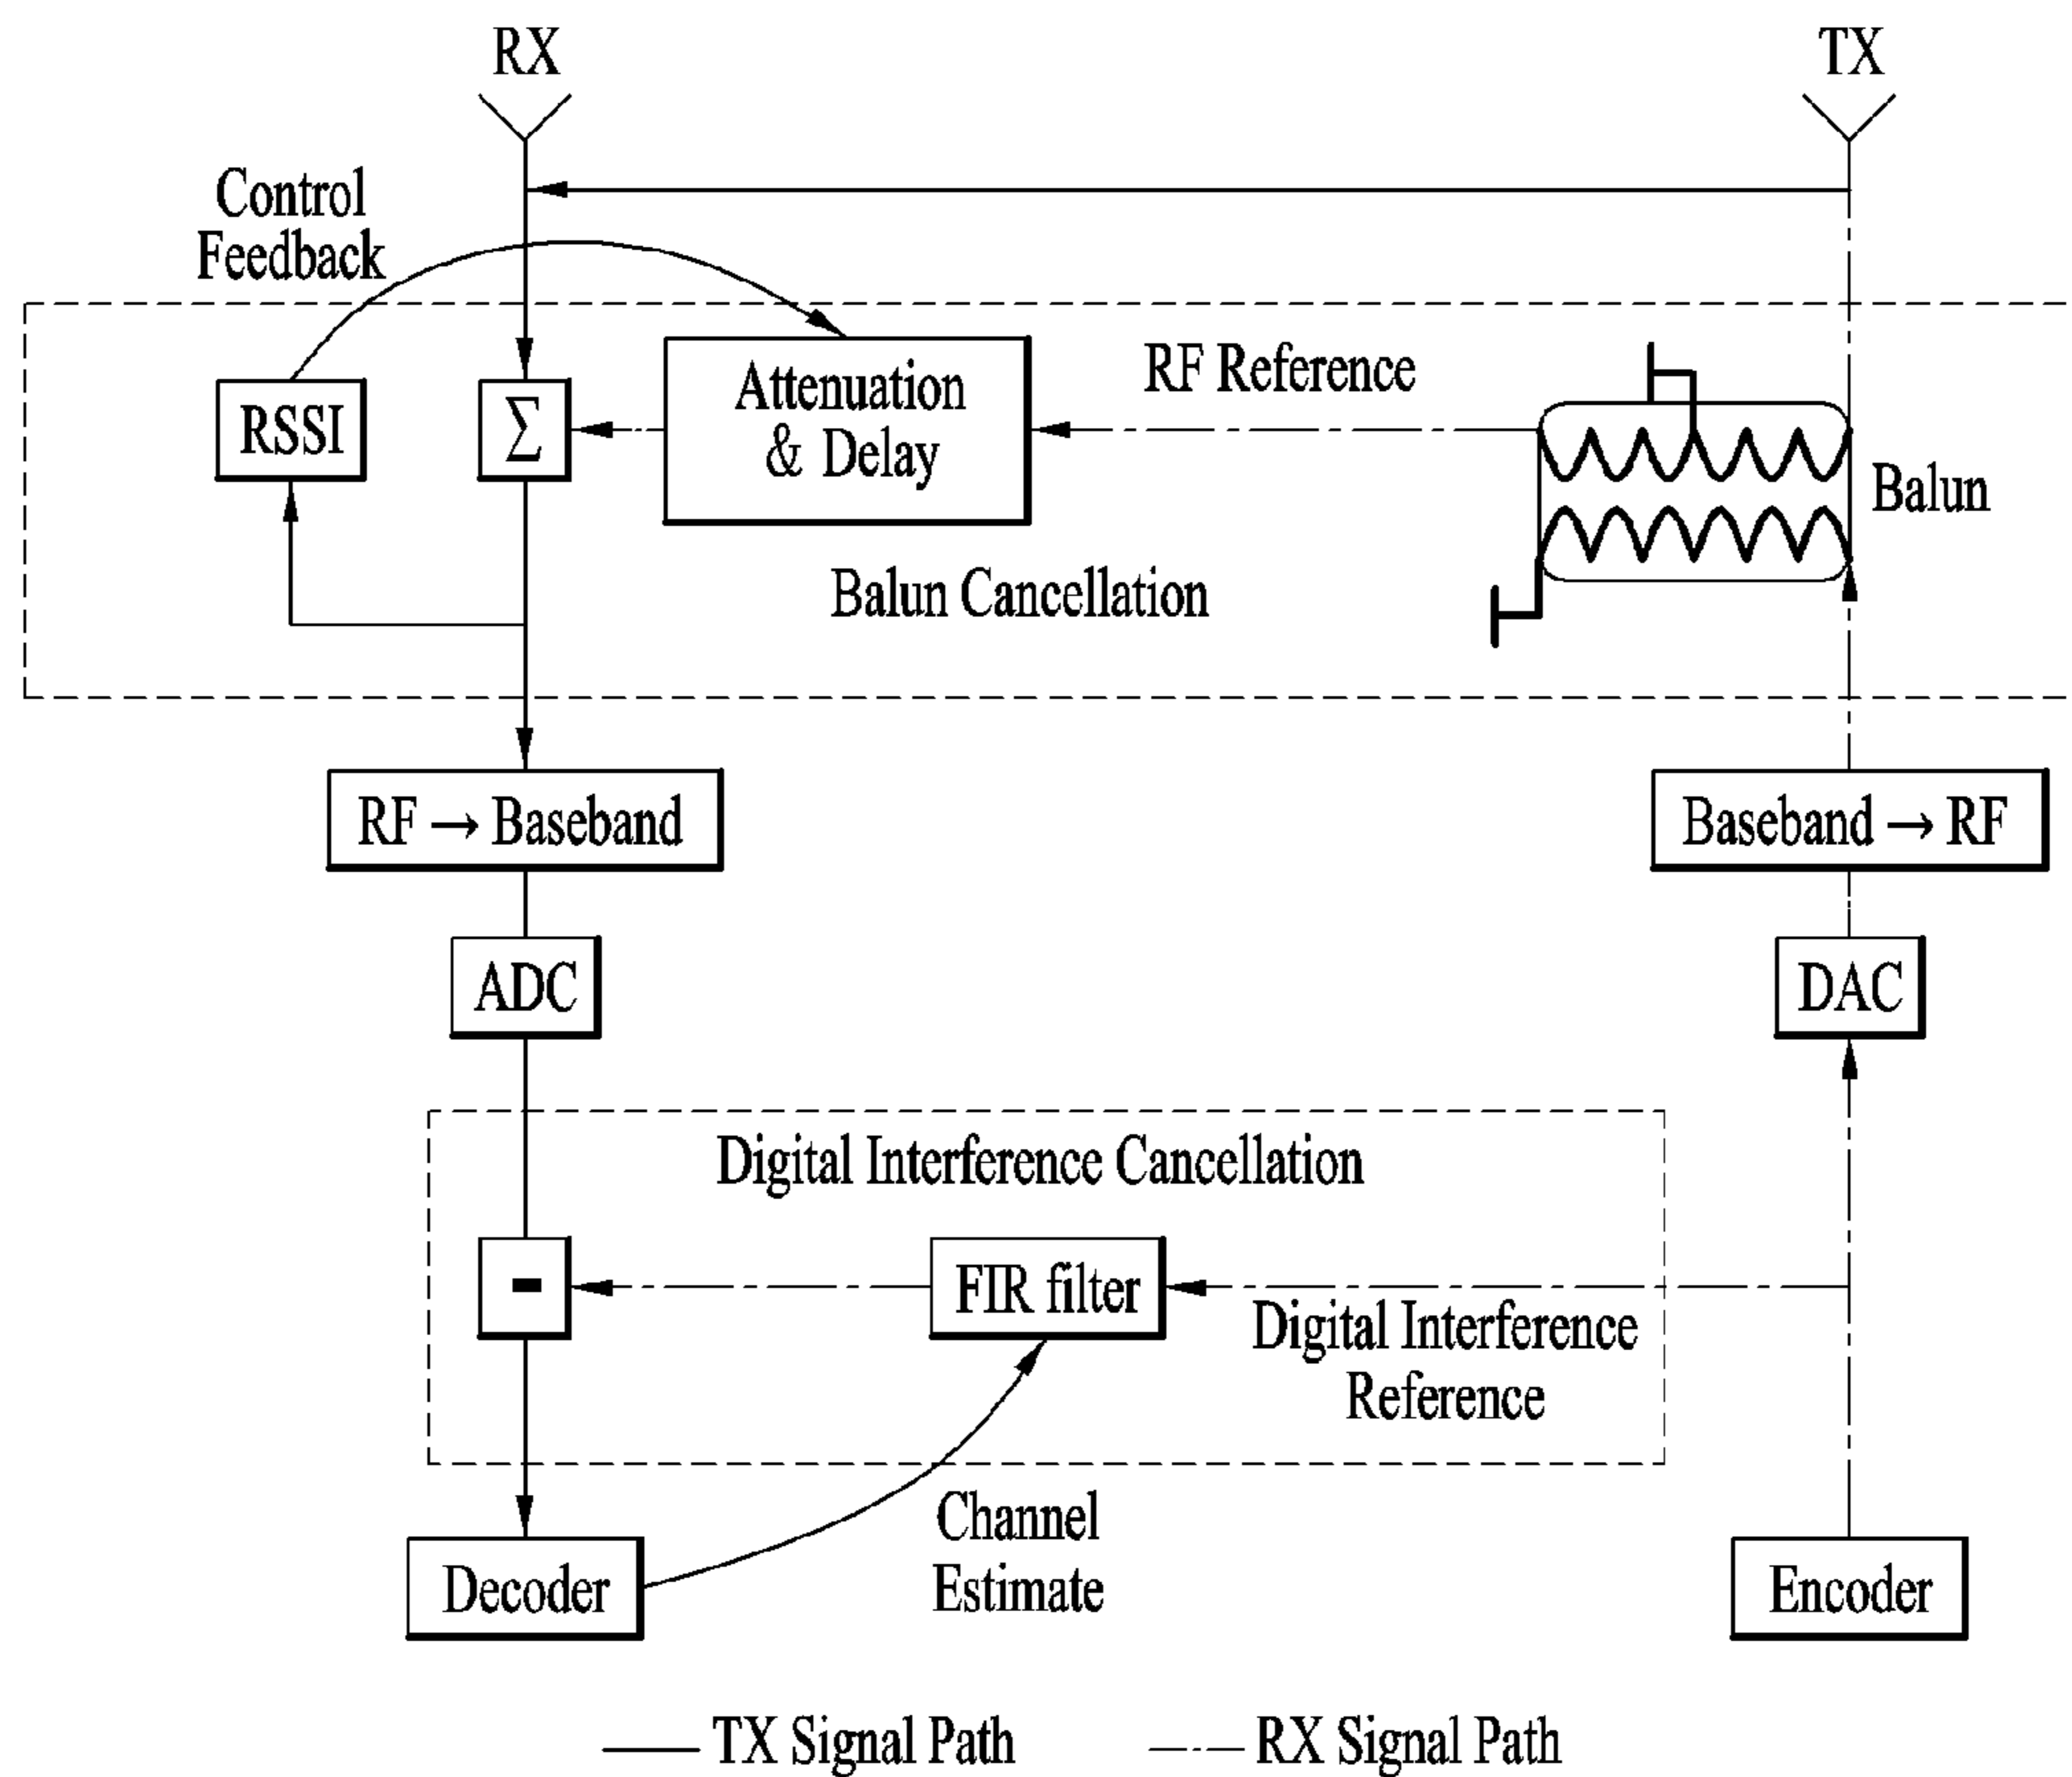 RX
TX
Control
Feedback
RSSI
Σ
Attenuation
& Delay
RF Reference
Balun
Balun Cancellation
RF → Baseband
Baseband → RF
ADC
DAC
Digital Interference Cancellation
-
FIR filter
Digital Interference
Reference
Channel
Estimate
Decoder
Encoder
TX Signal Path
RX Signal Path